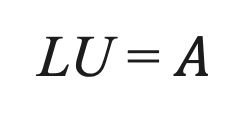 LU = A